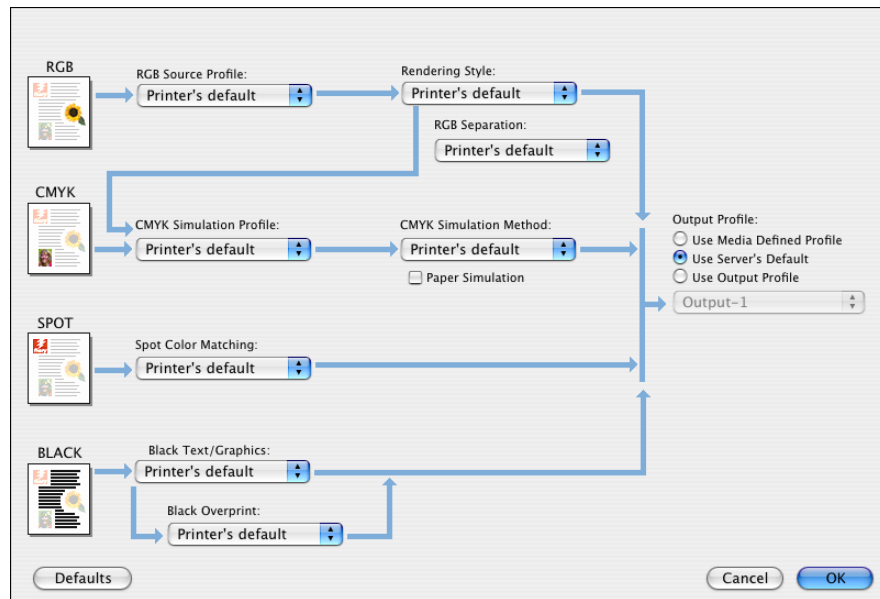 RGB
RGB Source Profile:
Printer's default
Rendering Style:
Printer's default
RGB Separation:
Printer's default
CMYK
CMYK Simulation Profile:
Printer's default
CMYK Simulation Method:
Printer's default
Paper Simulation
Output Profile:
Use Media Defined Profile
Use Server's Default
Use Output Profile
Output-1
SPOT
Spot Color Matching:
Printer's default
BLACK
Black Text/Graphics:
Printer's default
Black Overprint:
Printer's default
Defaults
Cancel
OK